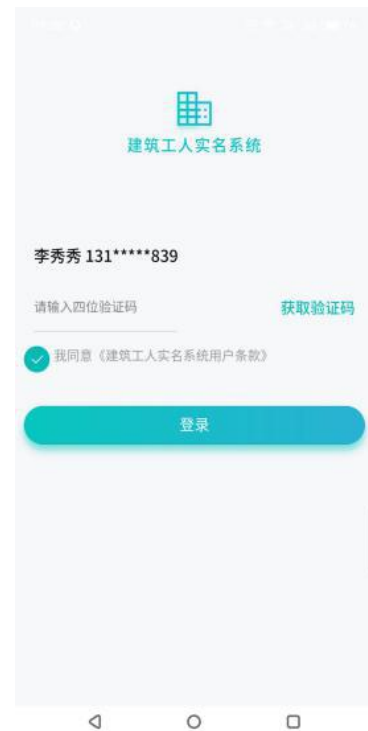 建筑工人实名系统
李秀秀 131*****839
请输入四位验证码 获取验证码
我同意《建筑工人实名系统用户条款》
登录